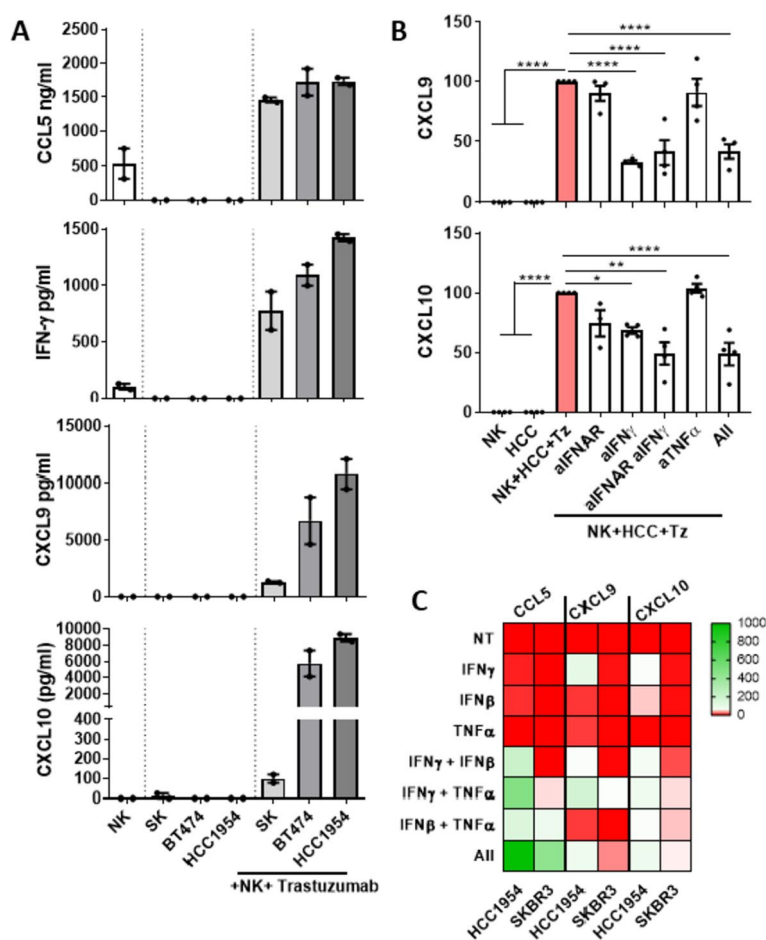 A
CCL5 ng/ml
2500
2000
1500
1000
500
0
IFN-γ pg/ml
1500
1000
500
0
CXCL9 pg/ml
15000
10000
5000
0
CXCL10 (pg/ml)
10000
8000
6000
4000
2000
400
300
200
100
0
NK
SK
BT474
HCC1954
SK
BT474
HCC1954
+NK+ Trastuzumab
B
CXCL9
150
100
50
0
****
****
****
****
CXCL10
150
100
50
0
****
**
*
****
NK
HCC
NK+HCC+Tz
aIFNAR
aIFNγ
aIFNAR aIFNγ
aTNFα
All
NK+HCC+Tz
C
CCL5 CXCL9 CXCL10
NT
IFNγ
IFNβ
TNFα
IFNγ + IFNβ
IFNγ + TNFα
IFNβ + TNFα
All
HCC1954
SKBR3
HCC1954
SKBR3
HCC1954
SKBR3
1000
800
600
400
200
0